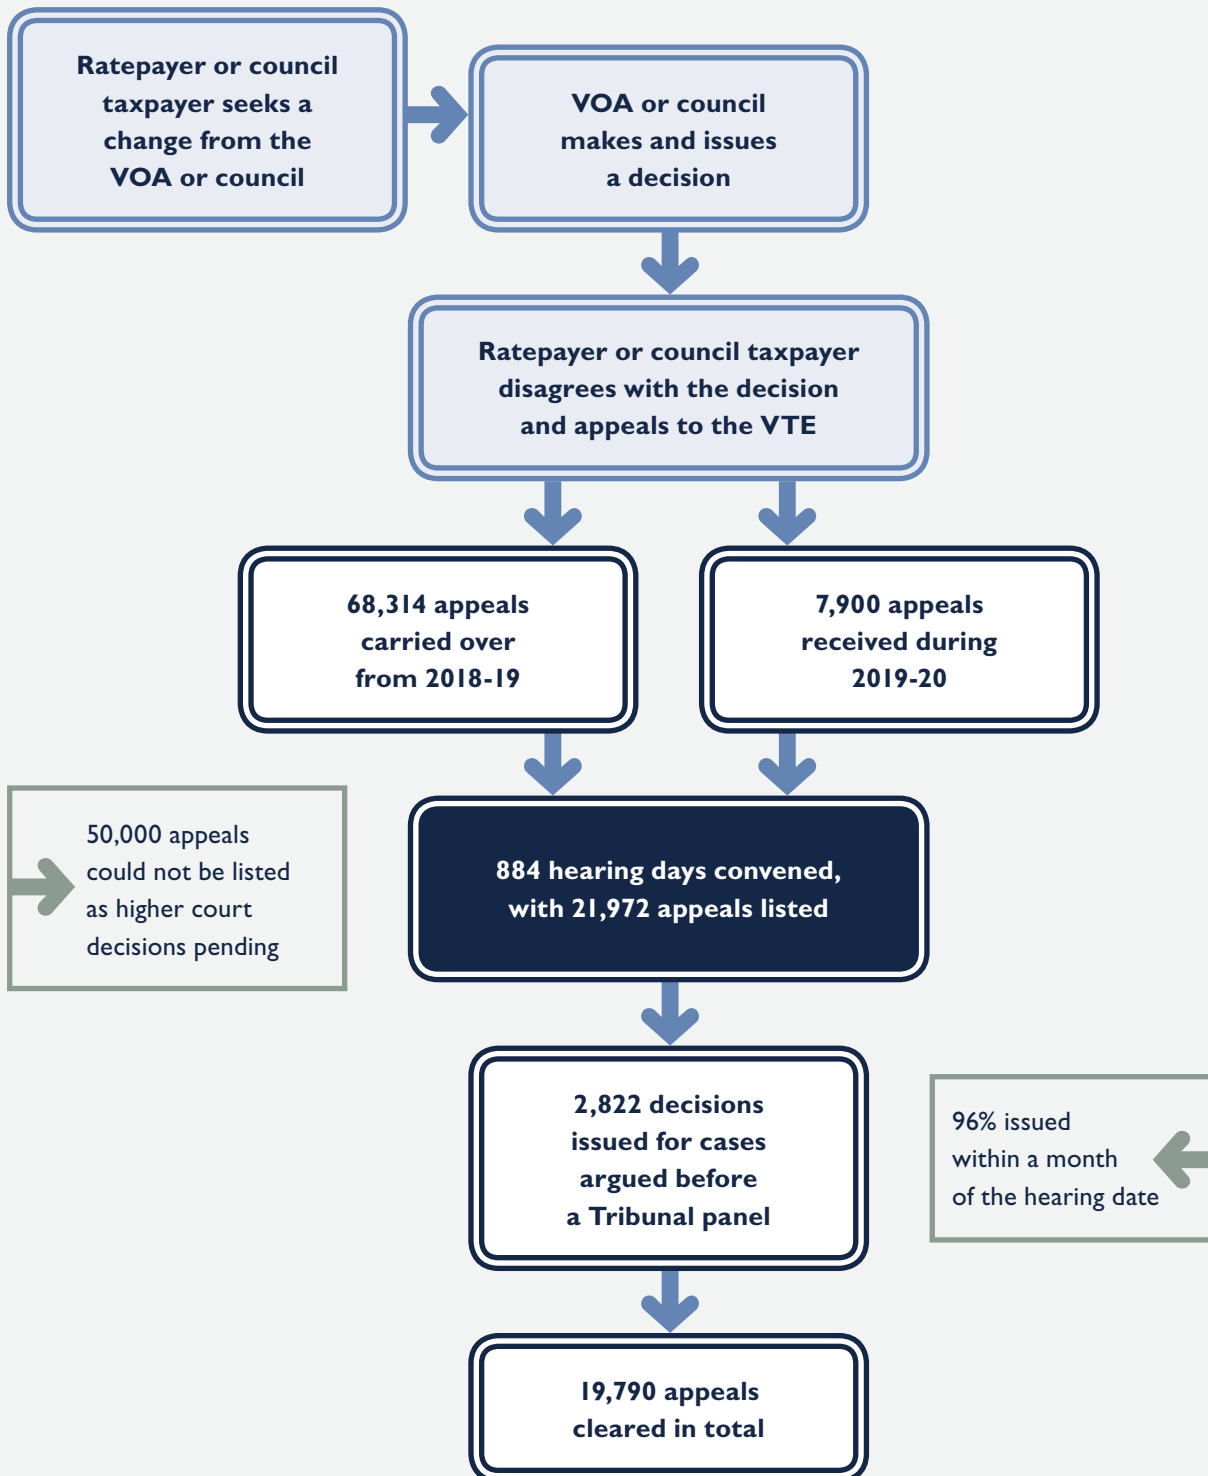 Ratepayer or council
taxpayer seeks a
change from the
VOA or council
VOA or council
makes and issues
a decision
Ratepayer or council taxpayer
disagrees with the decision
and appeals to the VTE
68,314 appeals
carried over
from 2018-19
7,900 appeals
received during
2019-20
50,000 appeals
could not be listed
as higher court
decisions pending
884 hearing days convened,
with 21,972 appeals listed
2,822 decisions
issued for cases
argued before
a Tribunal panel
96% issued
within a month
of the hearing date
19,790 appeals
cleared in total